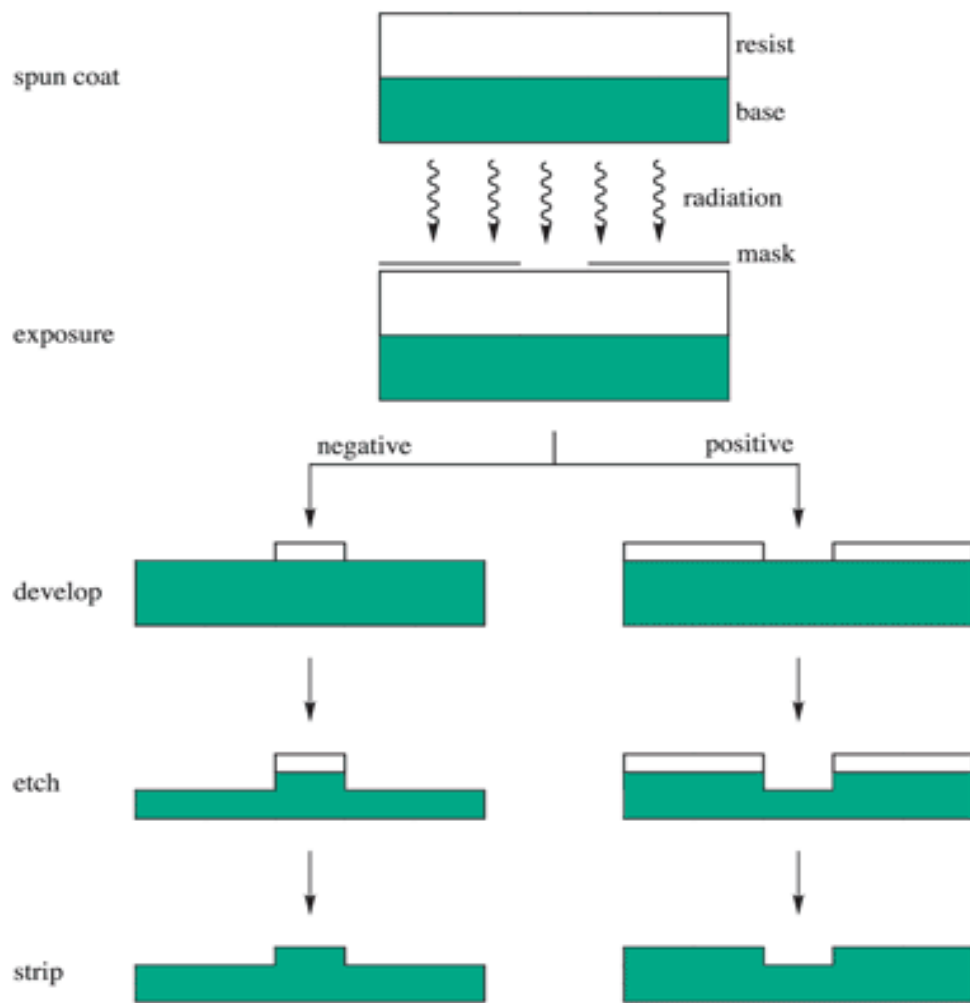 resist
spun coat
base
radiation
mask
exposure
negative
positive
develop
etch
strip